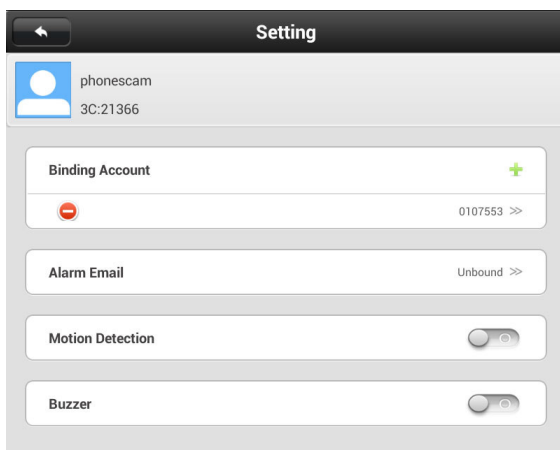 Setting
phonescam
3C:21366
Binding Account
0107553
Alarm Email Unbound
Motion Detection
Buzzer